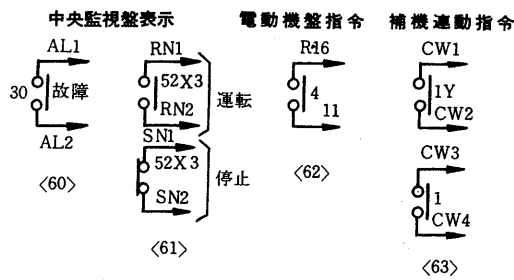 中央監視盤表示
電動機盤指令
補機連動指令
AL1
30 故障
AL2
<60>
RN1
52X3
RN2
運転
SN1
52X3
SN2
停止
<61>
R16
4
11
<62>
CW1
1Y
CW2
CW3
1
CW4
<63>